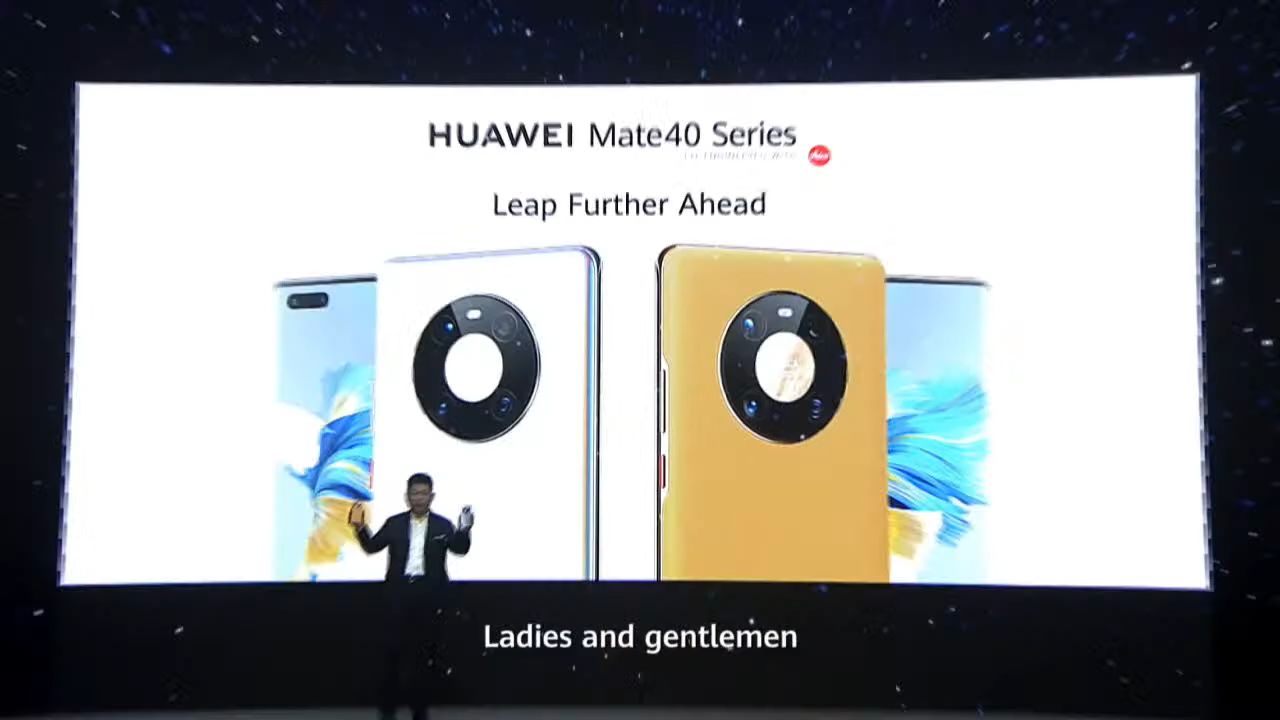 HUAWEI Mate40 Series
Leap Further Ahead
Ladies and gentlemen